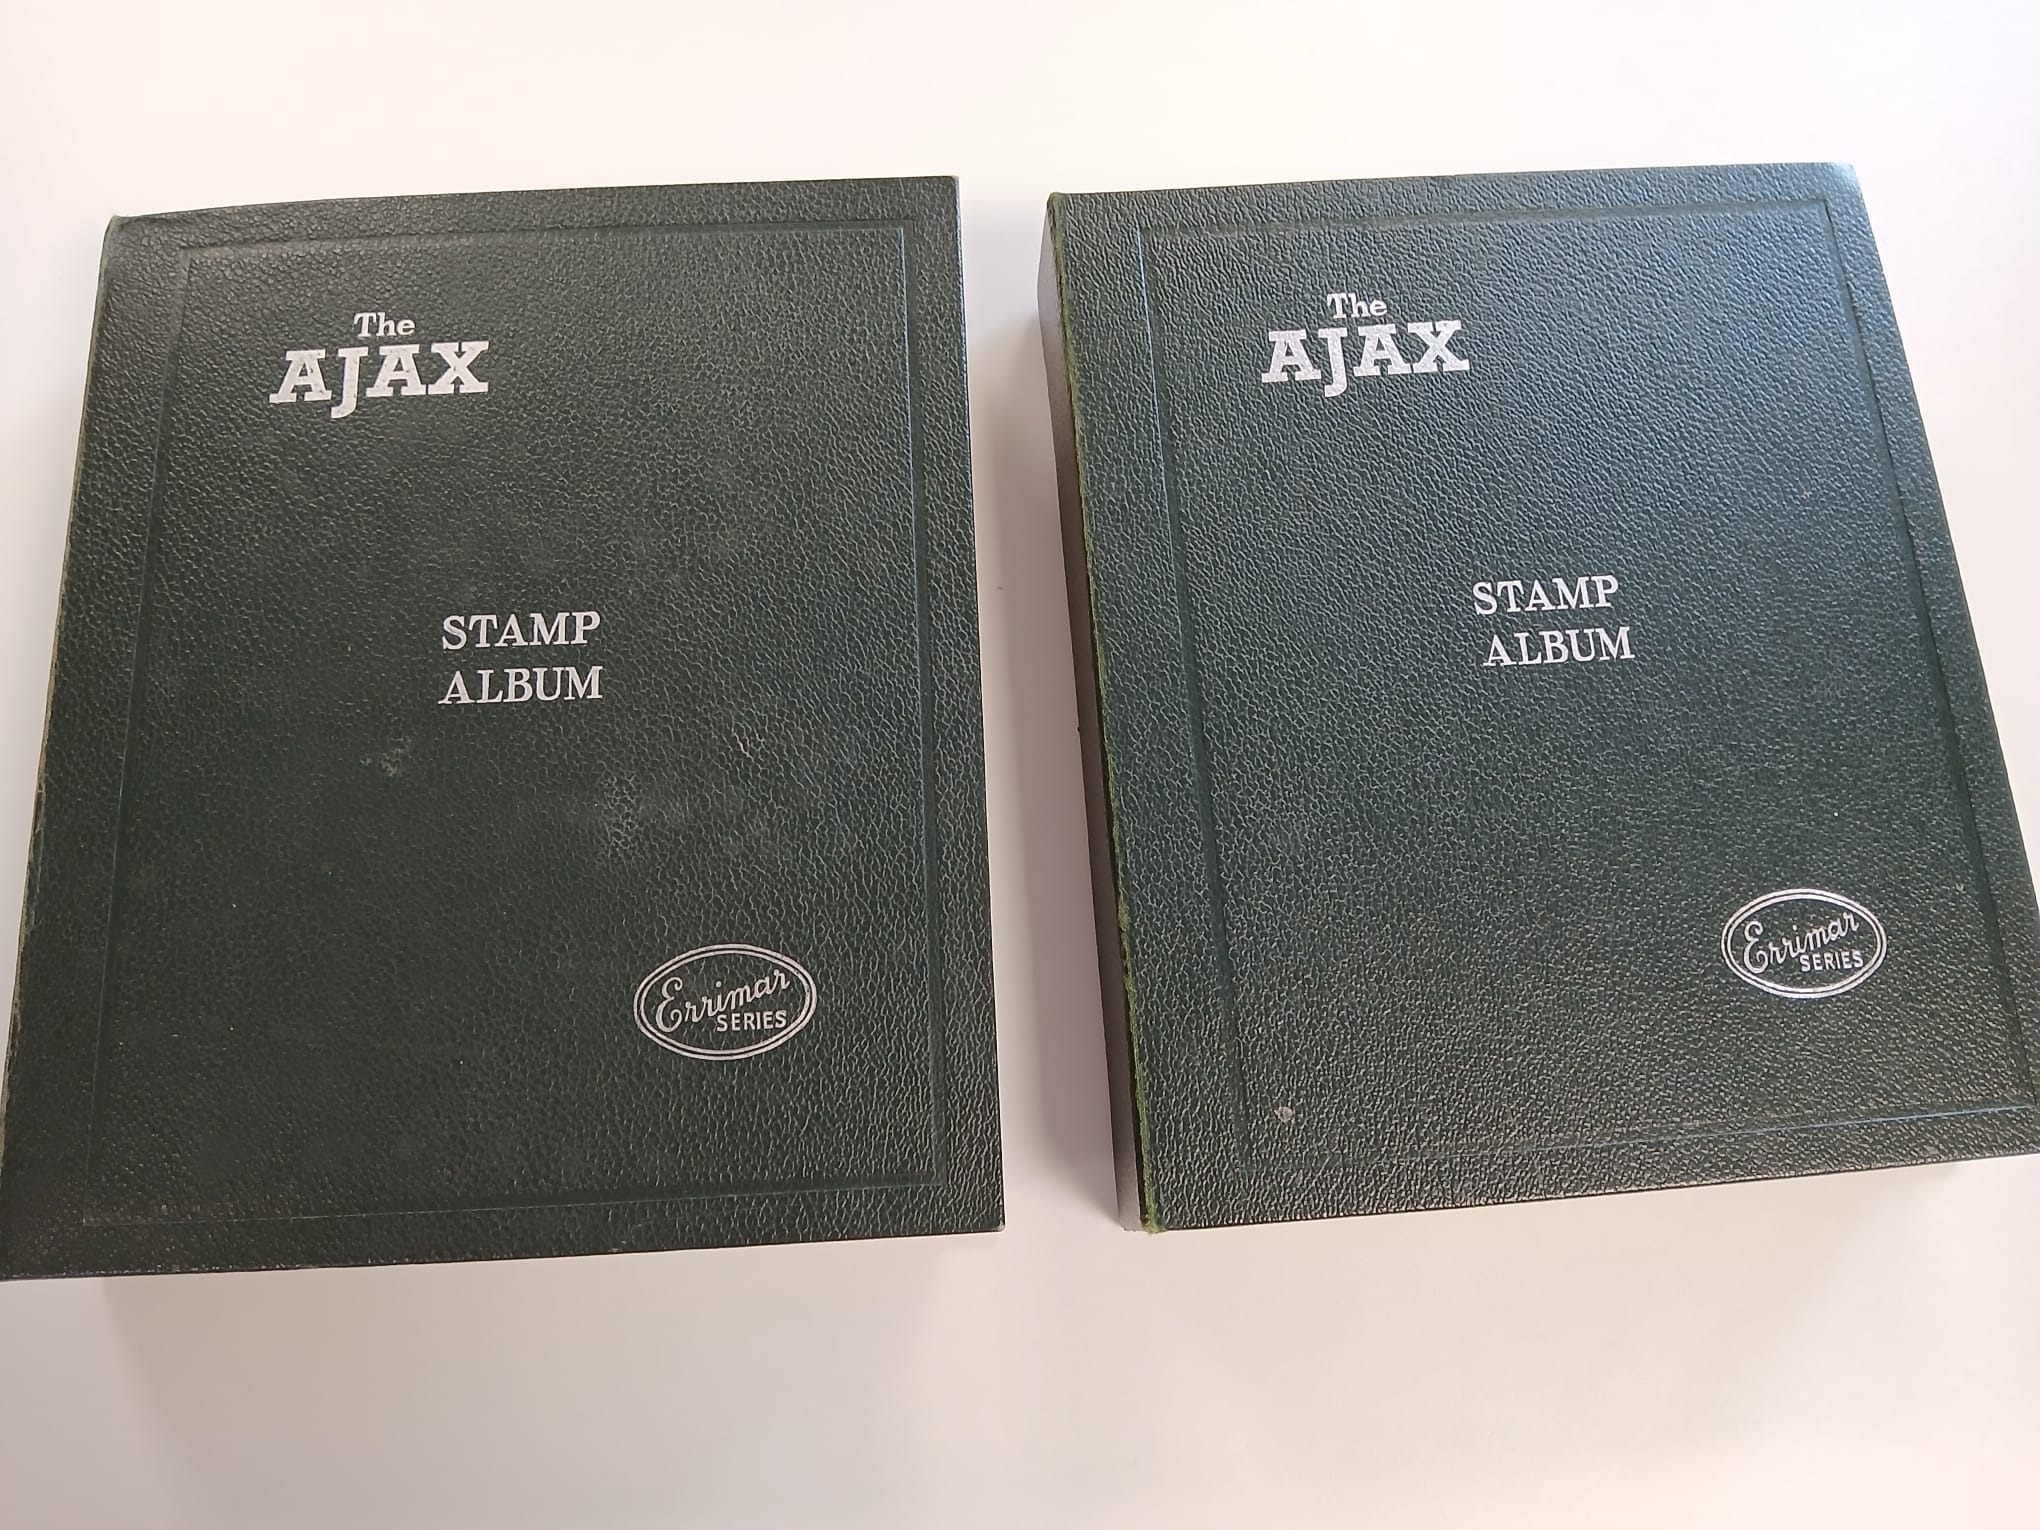 The
AJAX
STAMP
ALBUM
Errimar
SERIES
The
AJAX
STAMP
ALBUM
Errimar
SERIES